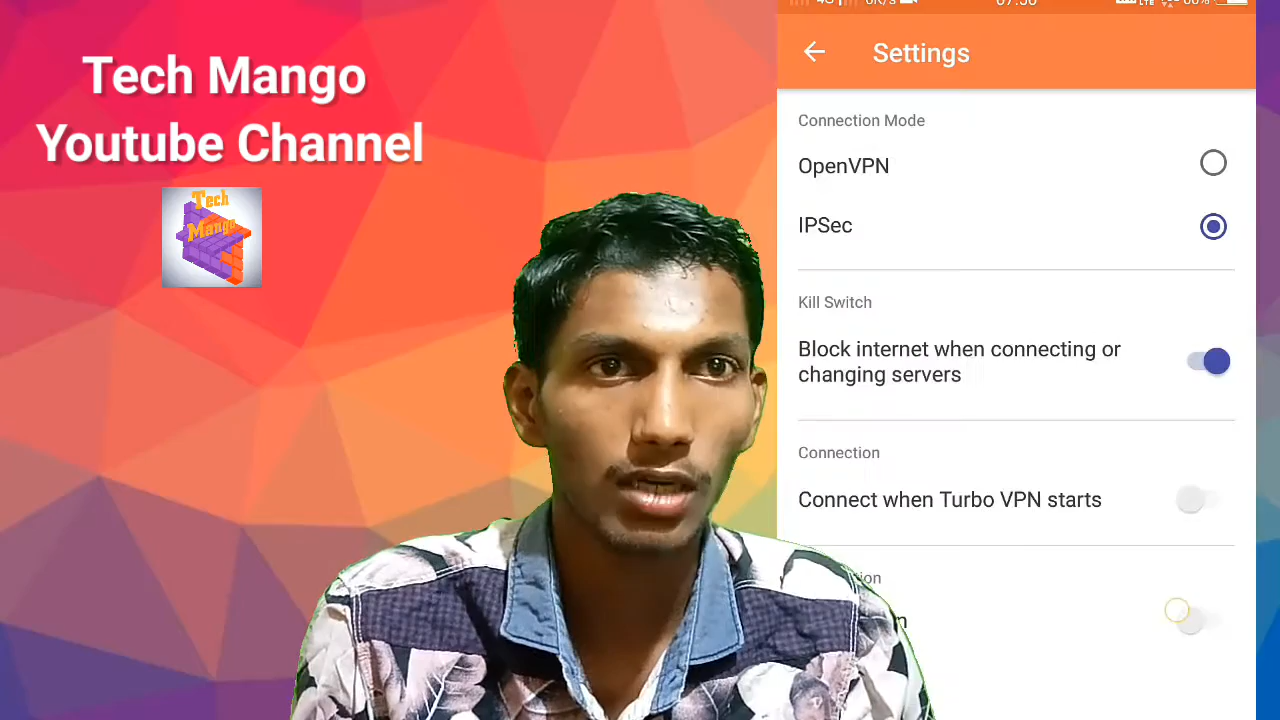 Tech Mango
Youtube Channel
Tech
Mango
Settings
Connection Mode
OpenVPN
IPSec
Kill Switch
Block internet when connecting or
changing servers
Connection
Connect when Turbo VPN starts